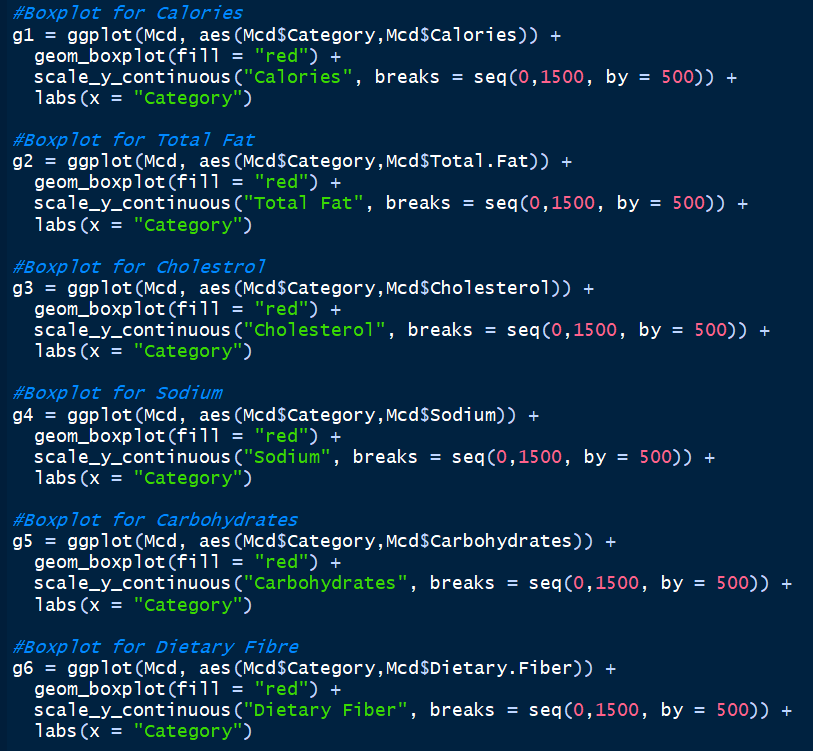 #Boxplot for Calories
g1 = ggplot(Mcd, aes(Mcd$Category,Mcd$Calories)) +
  geom_boxplot(fill = "red") +
  scale_y_continuous("Calories", breaks = seq(0,1500, by = 500)) +
  labs(x = "Category")

#Boxplot for Total Fat
g2 = ggplot(Mcd, aes(Mcd$Category,Mcd$Total.Fat)) +
  geom_boxplot(fill = "red") +
  scale_y_continuous("Total Fat", breaks = seq(0,1500, by = 500)) +
  labs(x = "Category")

#Boxplot for Cholestrol
g3 = ggplot(Mcd, aes(Mcd$Category,Mcd$Cholesterol)) +
  geom_boxplot(fill = "red") +
  scale_y_continuous("Cholesterol", breaks = seq(0,1500, by = 500)) +
  labs(x = "Category")

#Boxplot for Sodium
g4 = ggplot(Mcd, aes(Mcd$Category,Mcd$Sodium)) +
  geom_boxplot(fill = "red") +
  scale_y_continuous("Sodium", breaks = seq(0,1500, by = 500)) +
  labs(x = "Category")

#Boxplot for Carbohydrates
g5 = ggplot(Mcd, aes(Mcd$Category,Mcd$Carbohydrates)) +
  geom_boxplot(fill = "red") +
  scale_y_continuous("Carbohydrates", breaks = seq(0,1500, by = 500)) +
  labs(x = "Category")

#Boxplot for Dietary Fibre
g6 = ggplot(Mcd, aes(Mcd$Category,Mcd$Dietary.Fiber)) +
  geom_boxplot(fill = "red") +
  scale_y_continuous("Dietary Fiber", breaks = seq(0,1500, by = 500)) +
  labs(x = "Category")